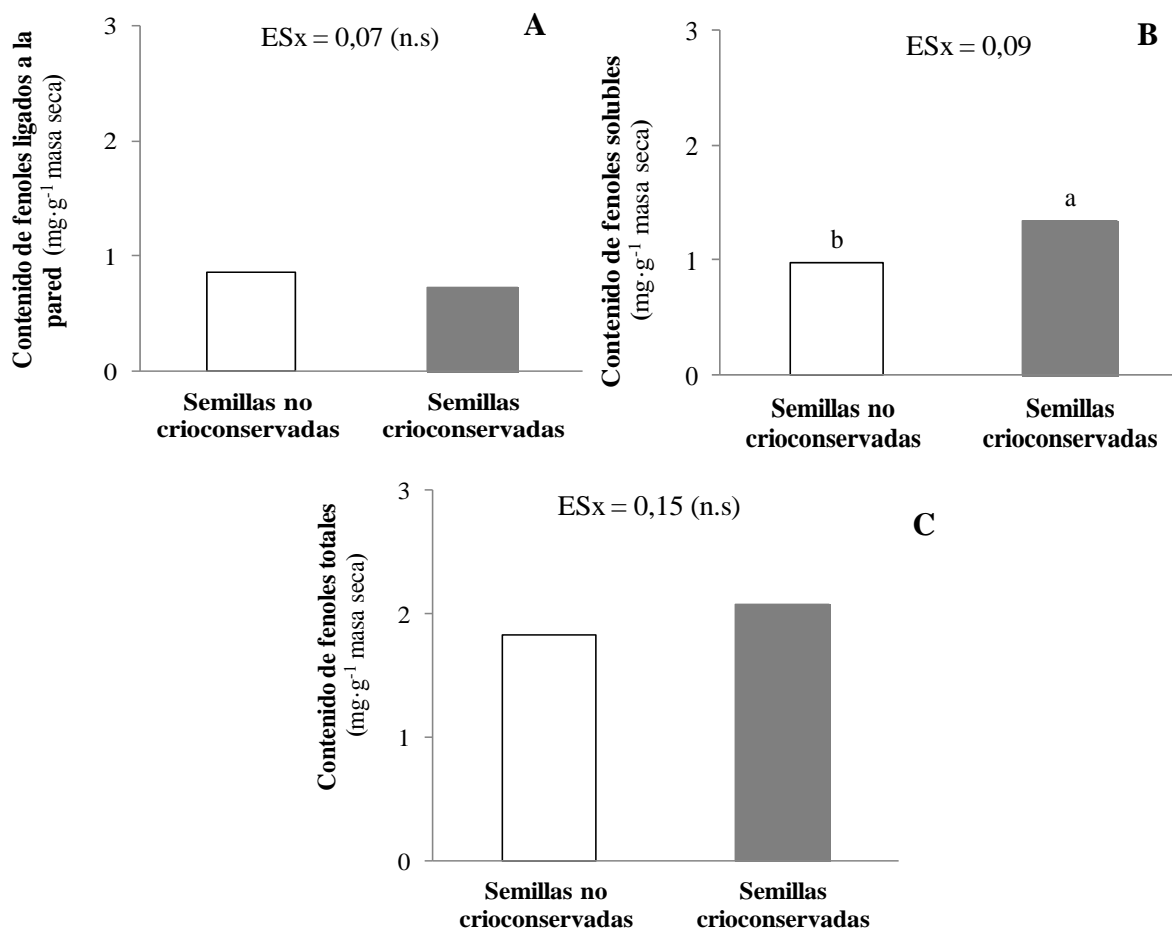 Contenido de fenoles ligados a la
pared (mg·g⁻¹ masa seca)
3
2
1
0
ESx = 0,07 (n.s)
A
Semillas no
crioconservadas
Semillas
crioconservadas
Contenido de fenoles solubles
(mg·g⁻¹ masa seca)
3
2
1
0
ESx = 0,09
B
b
a
Semillas no
crioconservadas
Semillas
crioconservadas
Contenido de fenoles totales
(mg·g⁻¹ masa seca)
3
2
1
0
ESx = 0,15 (n.s)
C
Semillas no
crioconservadas
Semillas
crioconservadas